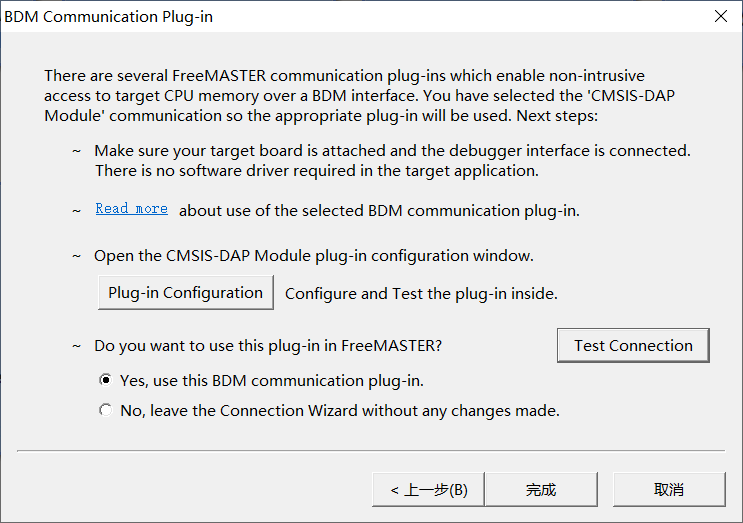 BDM Communication Plug-in
There are several FreeMASTER communication plug-ins which enable non-intrusive
access to target CPU memory over a BDM interface. You have selected the 'CMSIS-DAP
Module' communication so the appropriate plug-in will be used. Next steps:
~ Make sure your target board is attached and the debugger interface is connected.
There is no software driver required in the target application.
~ Read more about use of the selected BDM communication plug-in.
~ Open the CMSIS-DAP Module plug-in configuration window.
Plug-in Configuration Configure and Test the plug-in inside.
~ Do you want to use this plug-in in FreeMASTER? Test Connection
Yes, use this BDM communication plug-in.
No, leave the Connection Wizard without any changes made.
< 上一步(B) 完成 取消